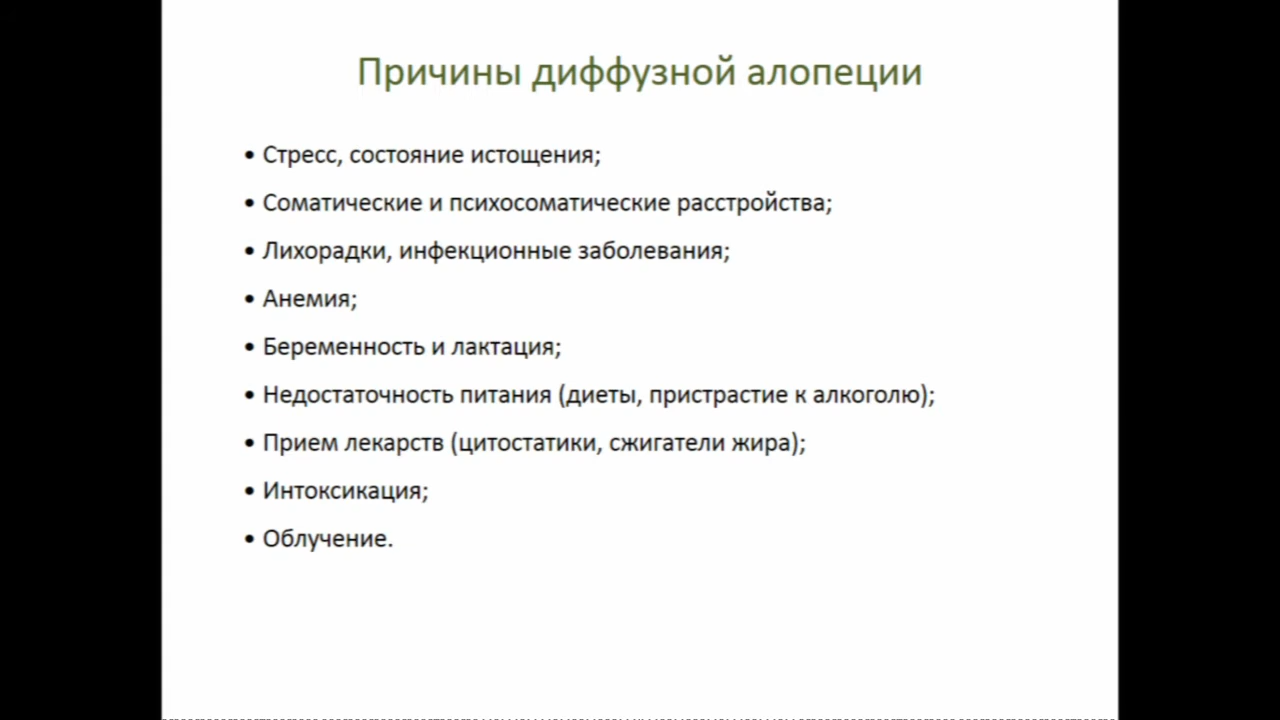 Причины диффузной алопеции
• Стресс, состояние истощения;
• Соматические и психосоматические расстройства;
• Лихорадки, инфекционные заболевания;
• Анемия;
• Беременность и лактация;
• Недостаточность питания (диеты, пристрастие к алкоголю);
• Прием лекарств (цитостатики, сжигатели жира);
• Интоксикация;
• Облучение.